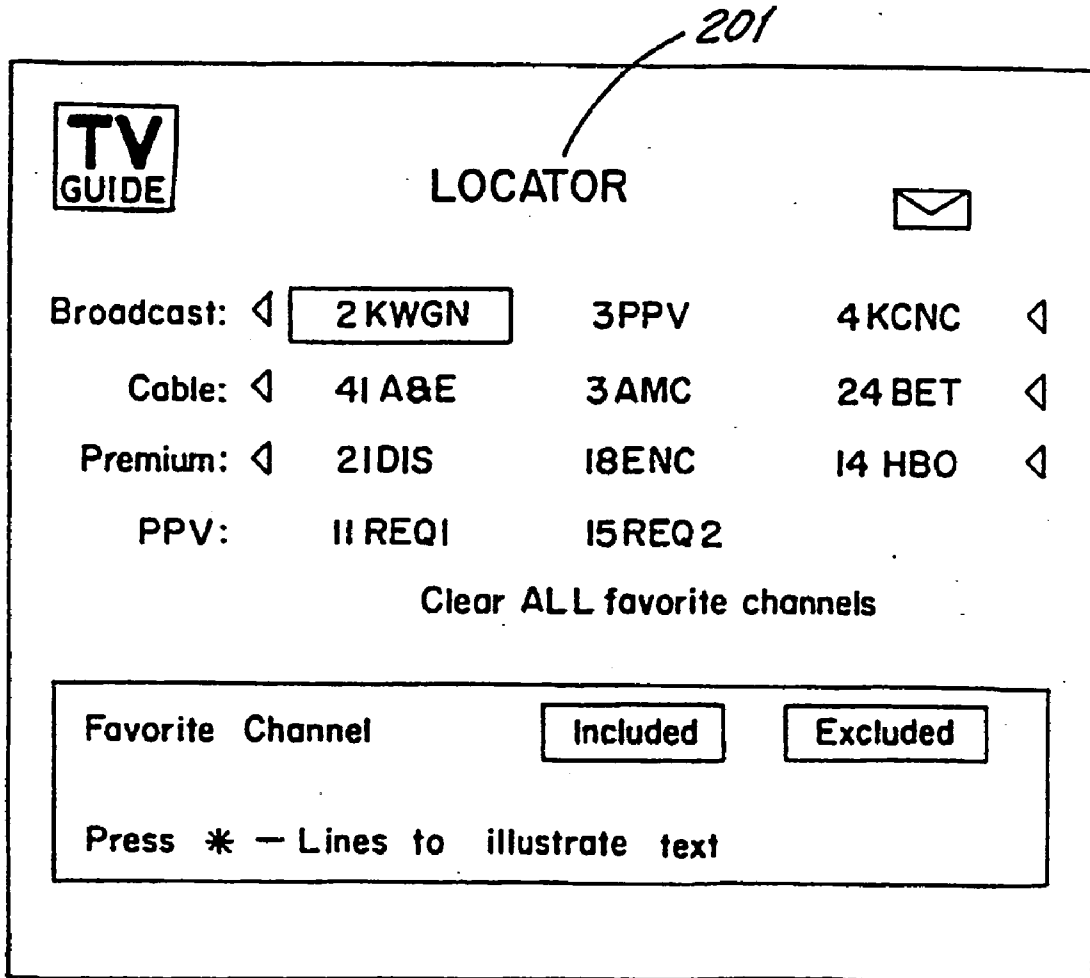 201
TV
GUIDE
LOCATOR
Broadcast: 2 KWGN 3 PPV 4 KCNC
Cable: 41 A&E 3 AMC 24 BET
Premium: 21 DIS 18 ENC 14 HBO
PPV: 11 REQ1 15 REQ2
Clear ALL favorite channels
Favorite Channel Included Excluded
Press * — Lines to illustrate text